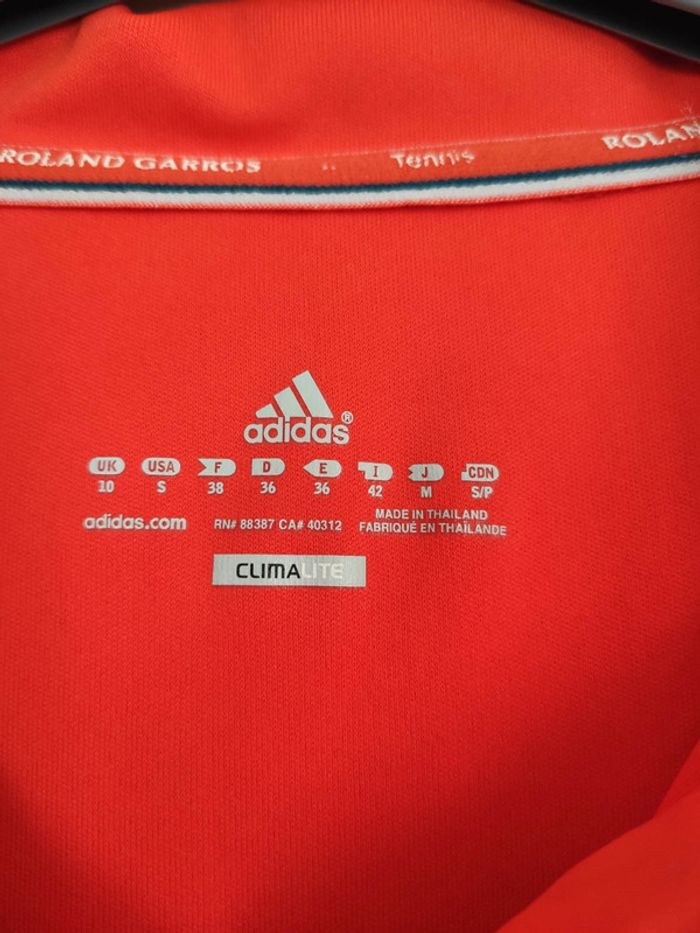 ROLAND GARROS Tennis ROLAN
adidas®
UK USA F D E I J CDN
10 S 38 36 36 42 M S/P
adidas.com RN# 88387 CA# 40312 MADE IN THAILAND
FABRIQUÉ EN THAÏLANDE
CLIMALITE